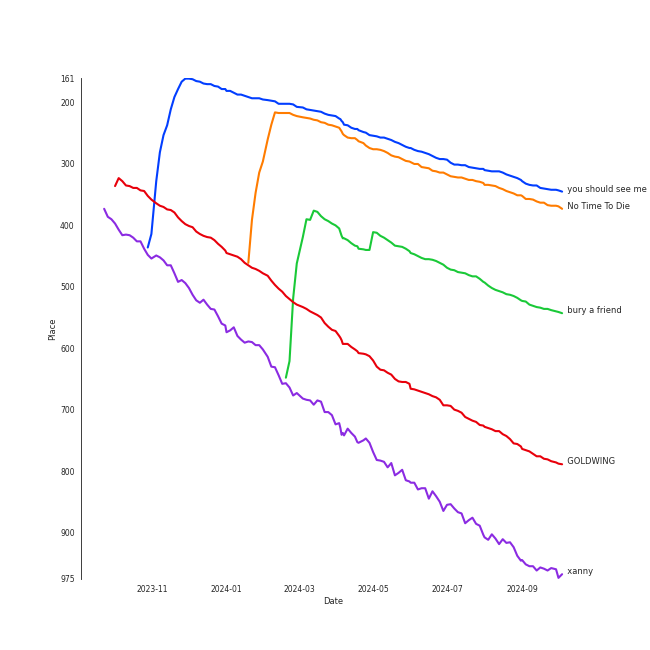 161
200
300
400
500
600
700
800
900
975
Place
2023-11
2024-01
2024-03
2024-05
2024-07
2024-09
Date
you should see me
No Time To Die
bury a friend
GOLDWING
xanny